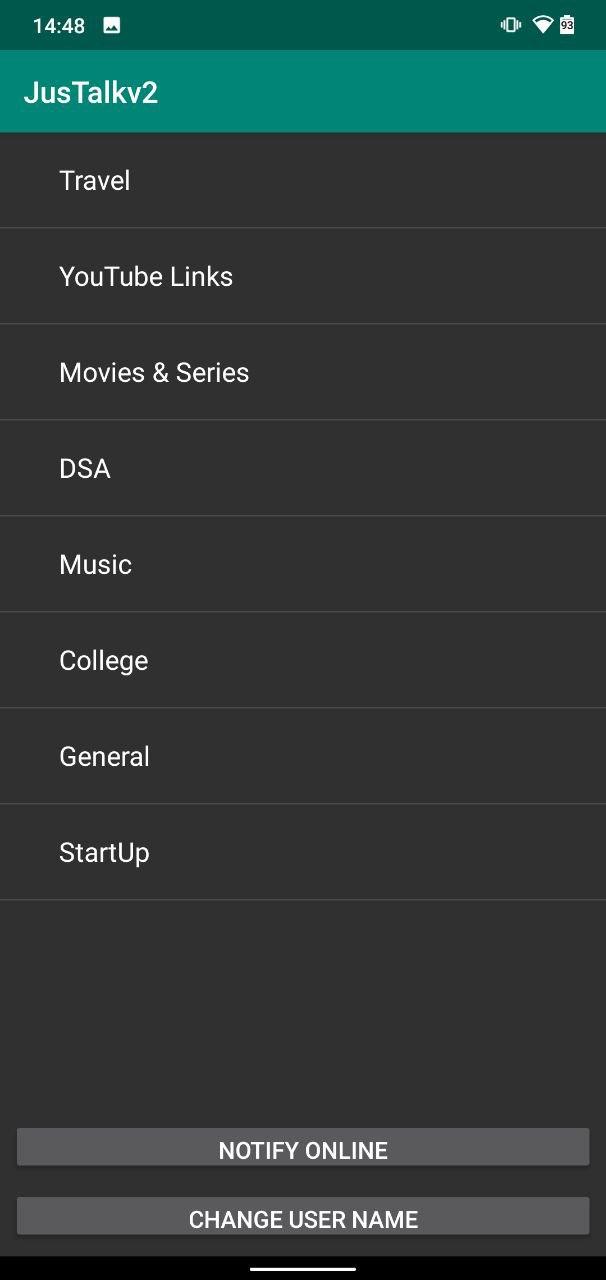 14:48 93
JusTalkv2
Travel
YouTube Links
Movies & Series
DSA
Music
College
General
StartUp
NOTIFY ONLINE
CHANGE USER NAME